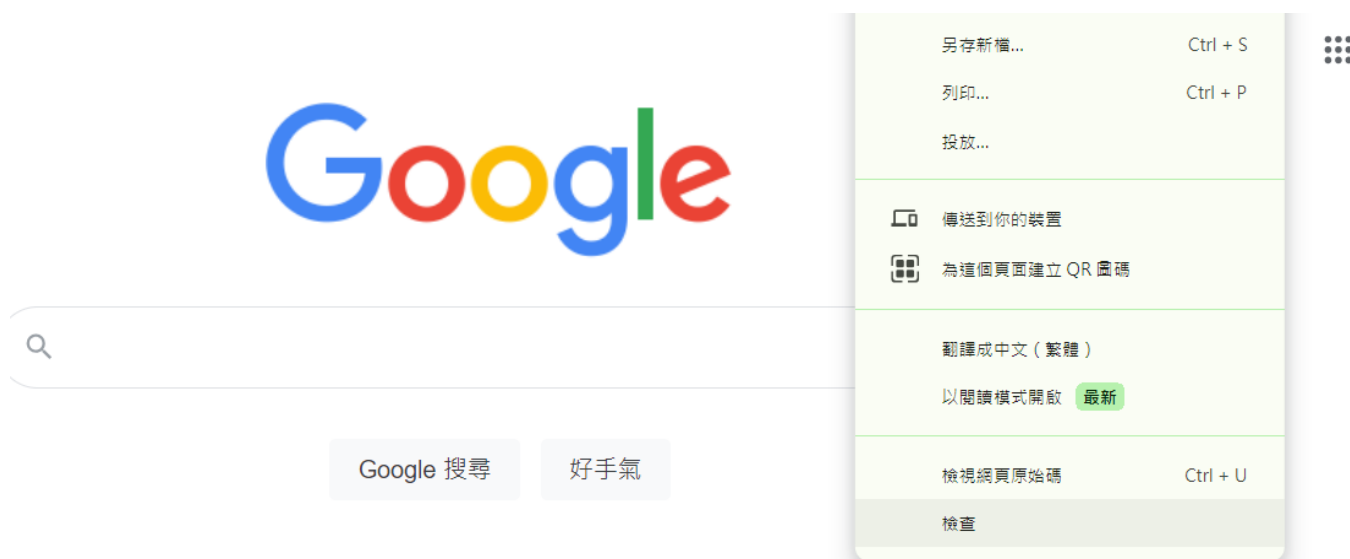 另存新檔... Ctrl + S
列印... Ctrl + P
投放...
Google
傳送到你的裝置
為這個頁面建立 QR 圖碼
翻譯成中文（繁體）
以閱讀模式開啟 最新
Google 搜尋 好手氣
檢視網頁原始碼 Ctrl + U
檢查